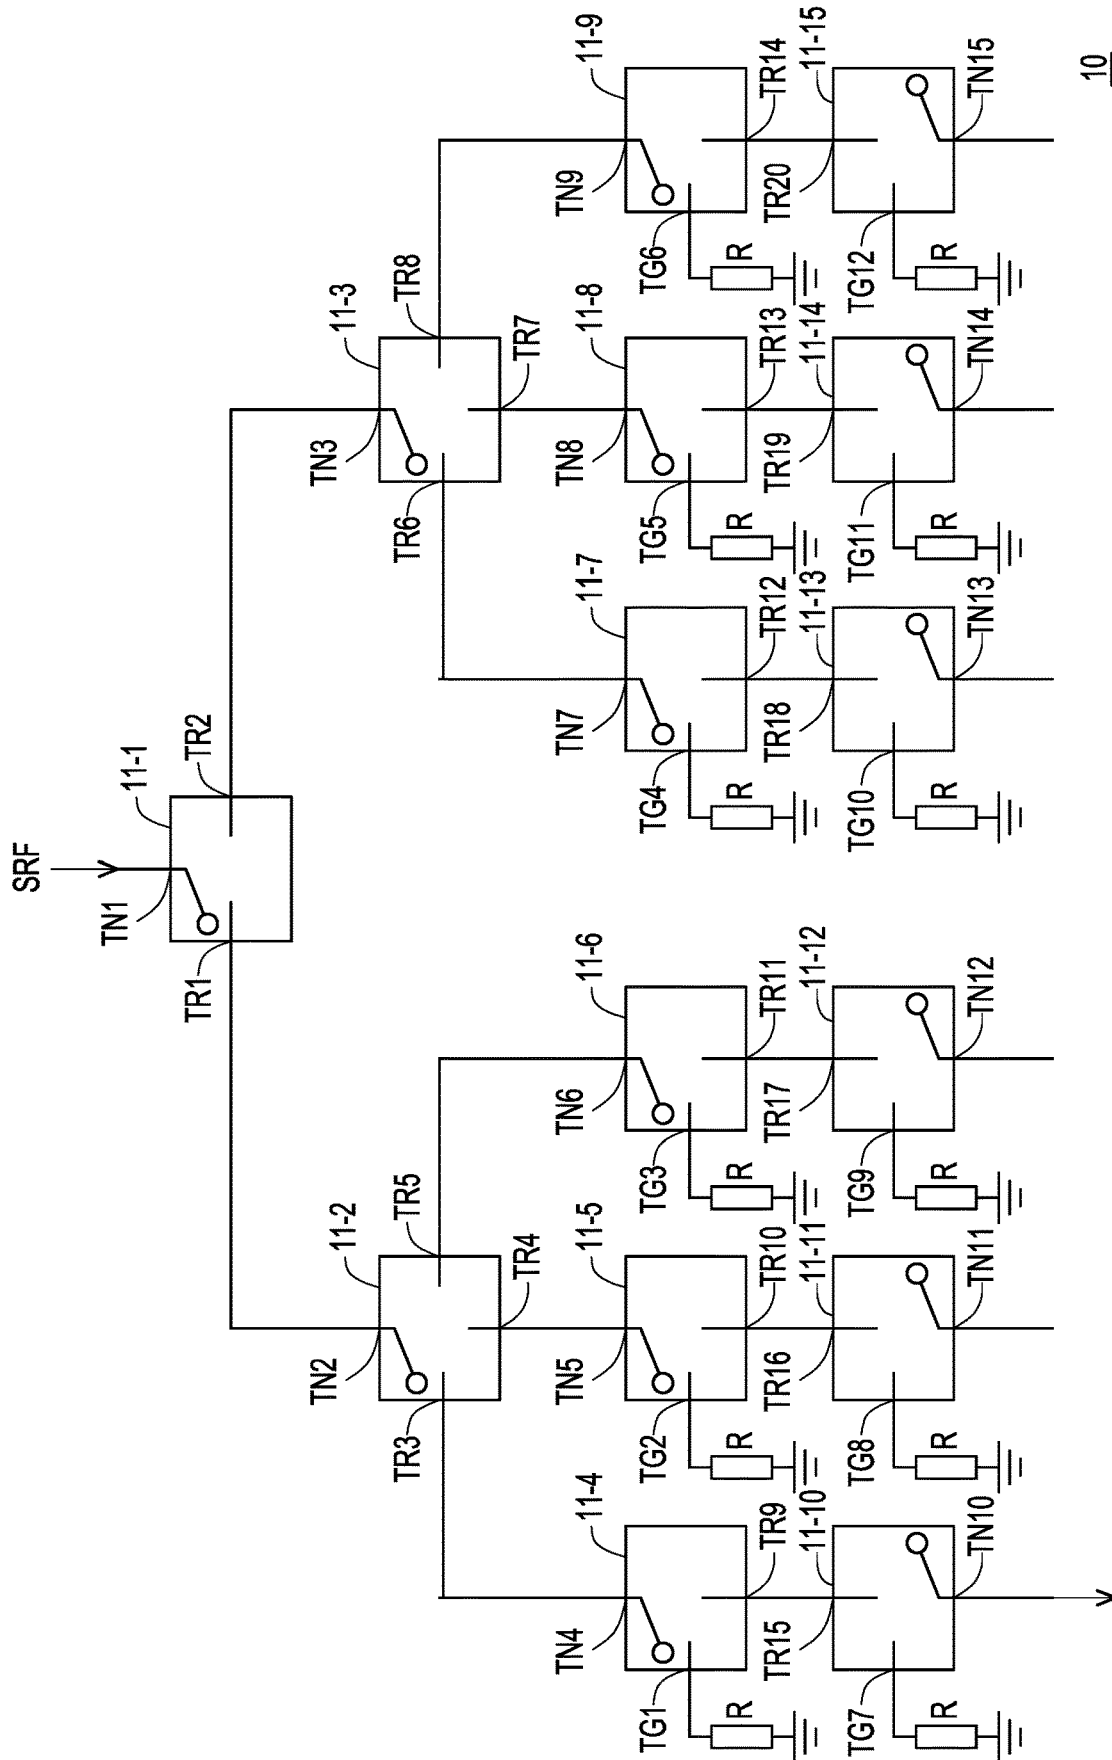 SRF
TN1
11-1
TR1
TR2
TN2
11-2
TR3
TR5
TR4
TN3
11-3
TR6
TR8
TR7
TN4
11-4
TG1
R
TR9
TN5
11-5
TG2
R
TR10
TN6
11-6
TG3
R
TR11
TN7
11-7
TG4
R
TR12
TN8
11-8
TG5
R
TR13
TN9
11-9
TG6
R
TR14
TR15
11-10
TG7
R
TN10
TR16
11-11
TG8
R
TN11
TR17
11-12
TG9
R
TN12
TR18
11-13
TG10
R
TN13
TR19
11-14
TG11
R
TN14
TR20
11-15
TG12
R
TN15
10